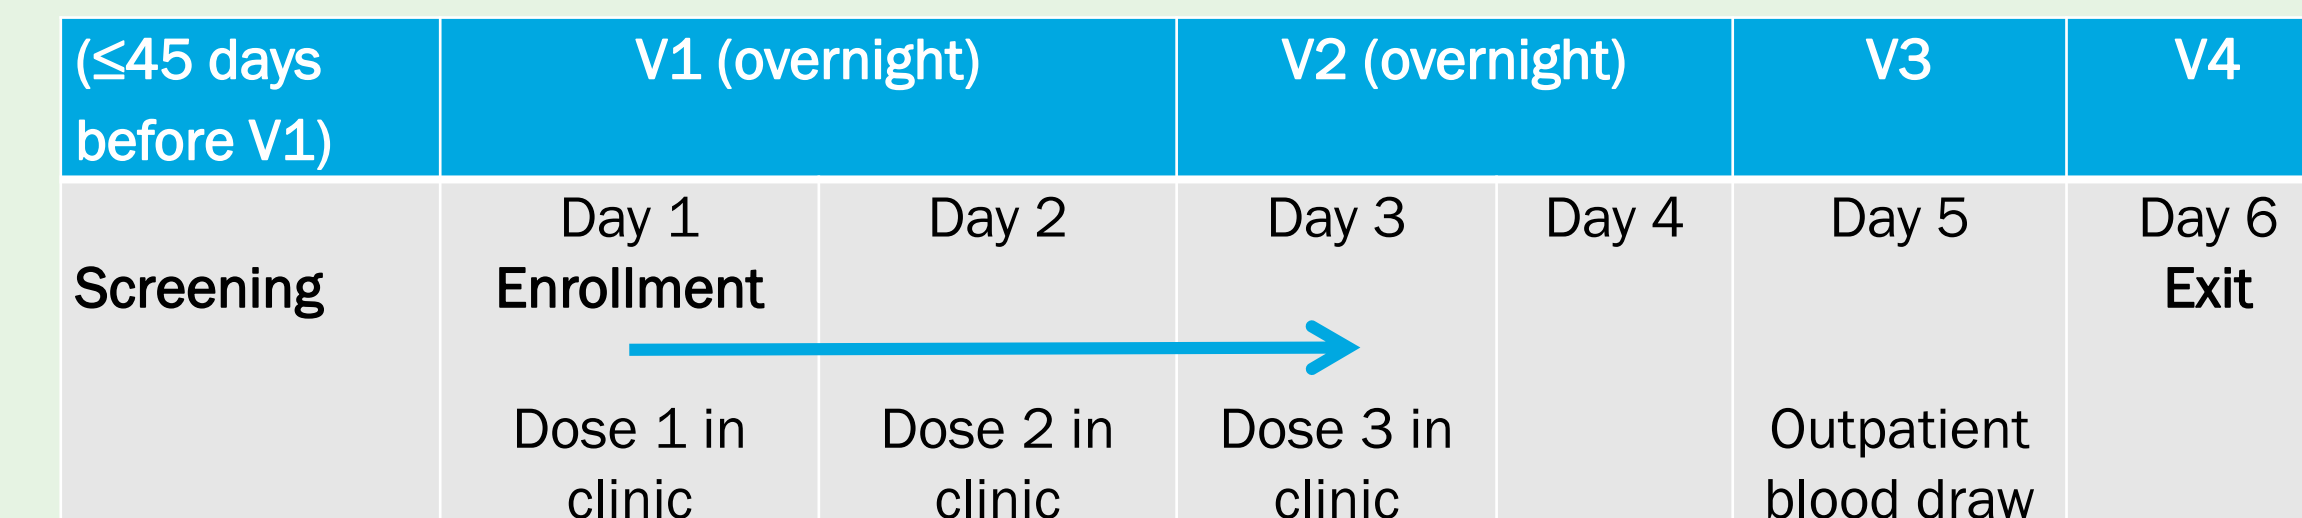 (≤45 days before V1)
V1 (overnight)
V2 (overnight)
V3
V4
Screening
Day 1
Enrollment
Dose 1 in
clinic
Day 2
Dose 2 in
clinic
Day 3
Dose 3 in
clinic
Day 4
Day 5
Outpatient
blood draw
Day 6
Exit